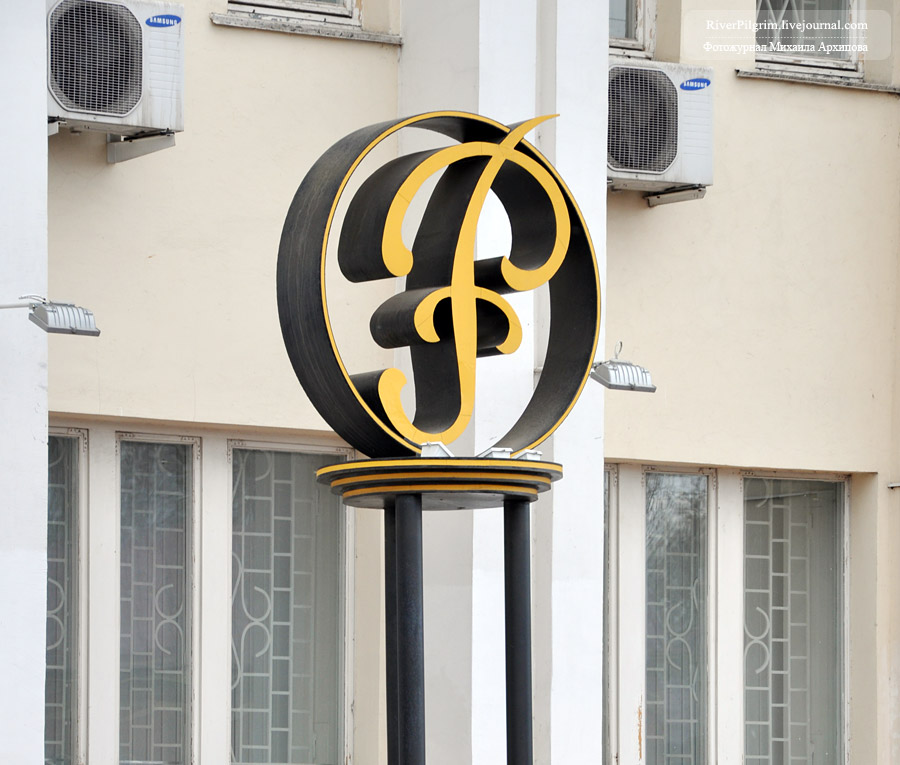 SAMSUNG
SAMSUNG
RiverPilgrim.livejournal.com
Фотожурнал Михаила Архипова
Р